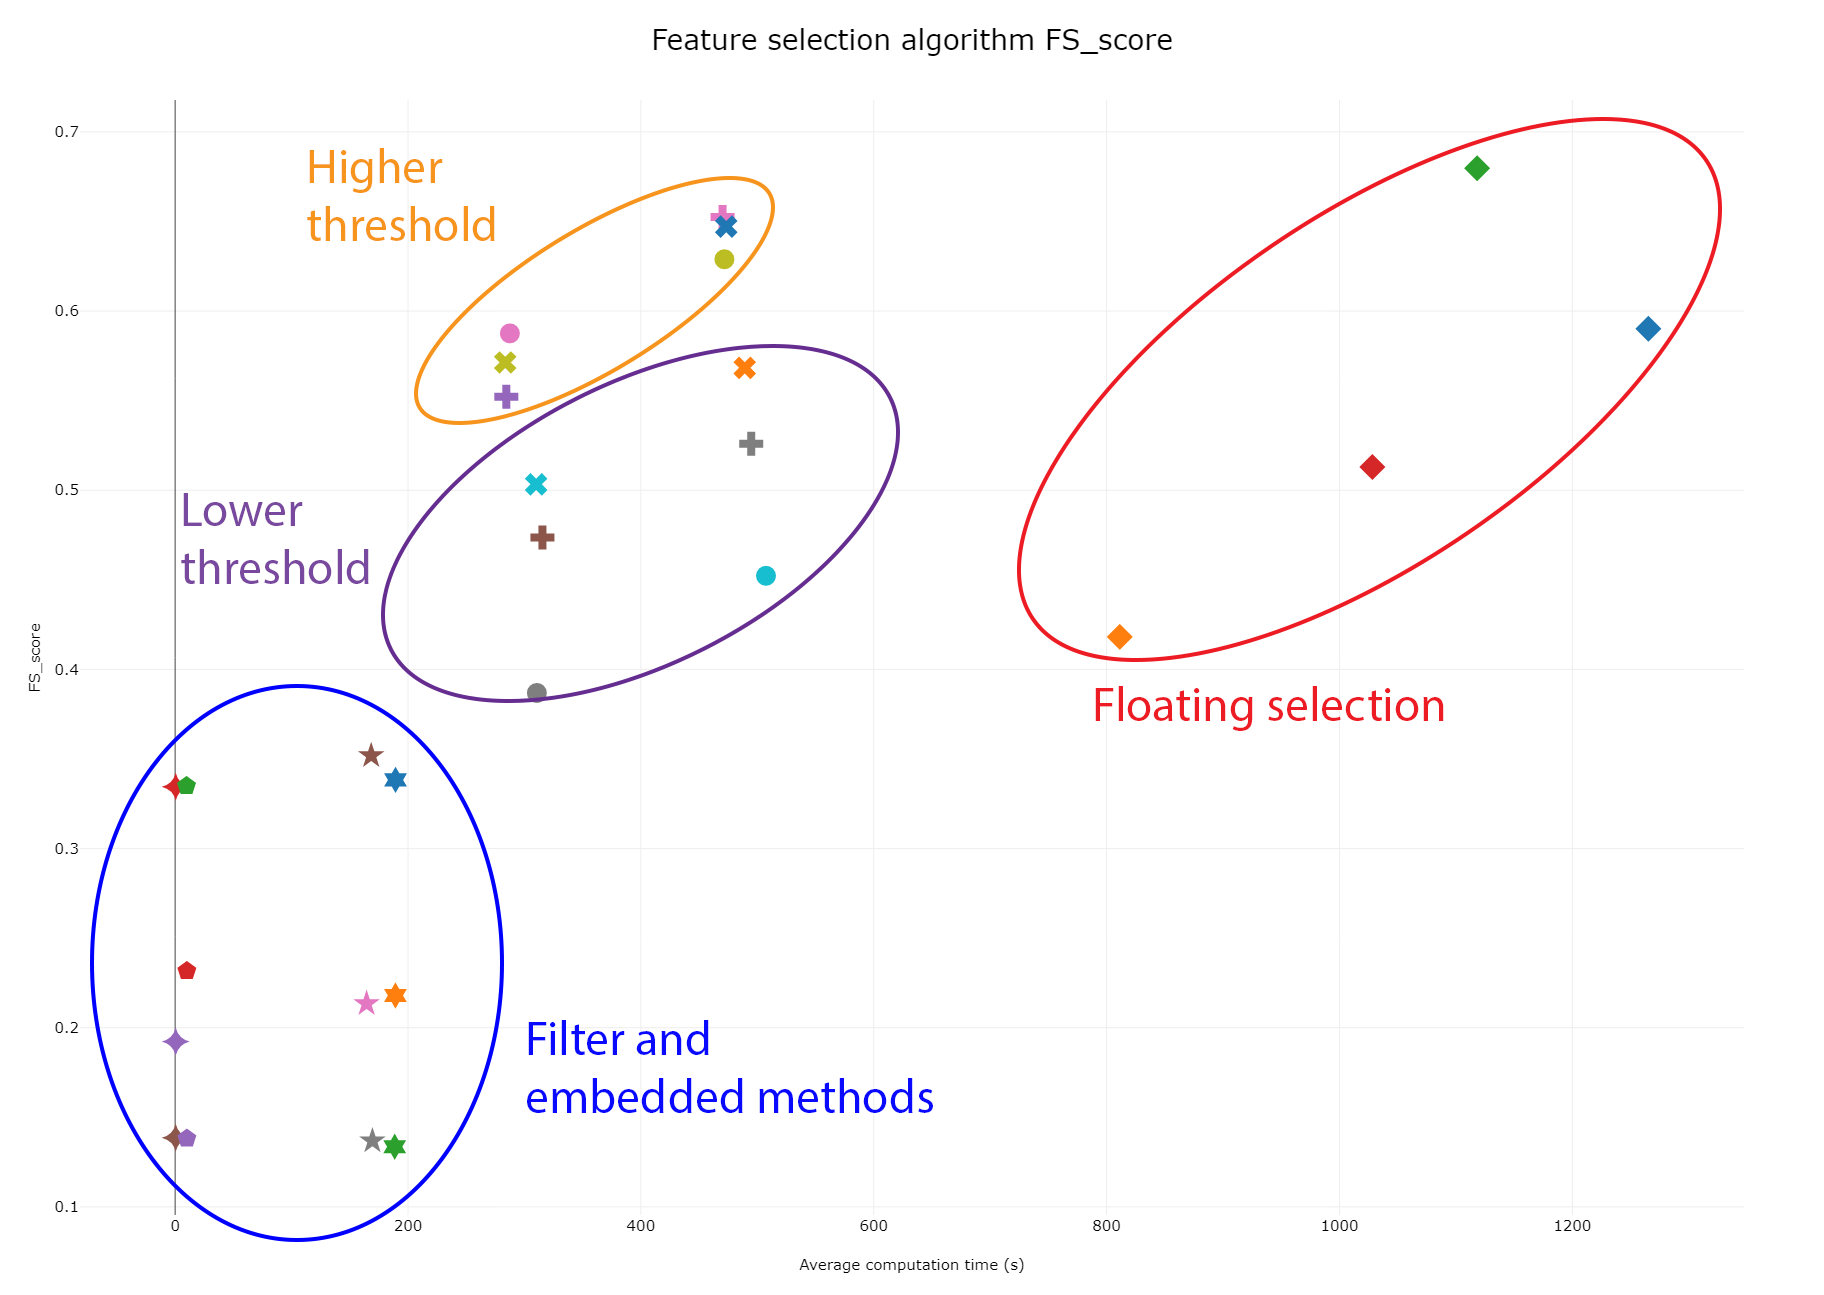 Feature selection algorithm FS_score
0.7
0.6
0.5
0.4
0.3
0.2
0.1
FS_score
Higher
threshold
Lower
threshold
Floating selection
Filter and
embedded methods
0 200 400 600 800 1000 1200
Average computation time (s)